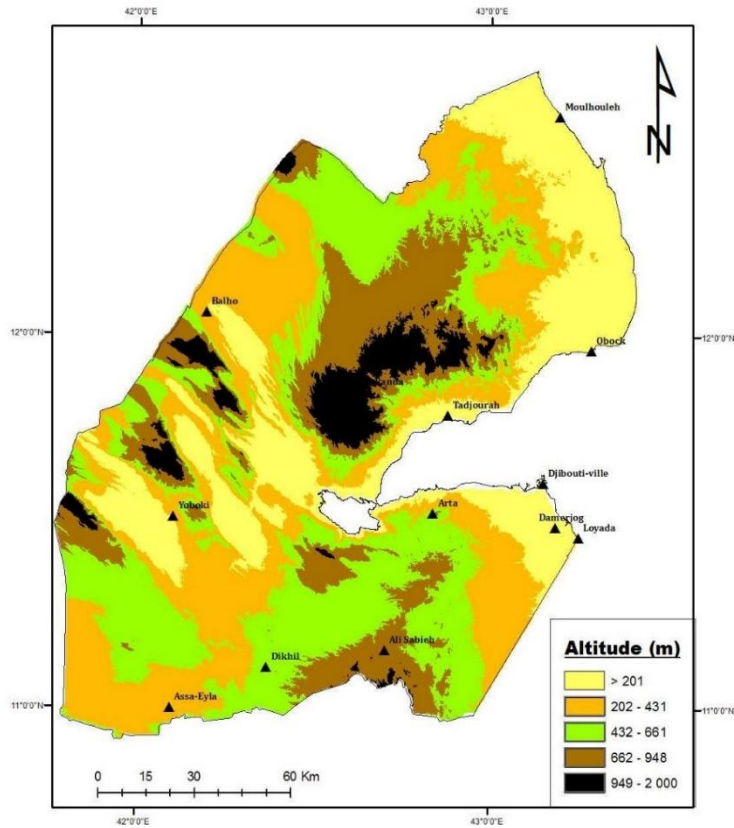 42°0'0"E
43°0'0"E
Moulhouleh
N
Balho
12°0'0"N
12°0'0"N
Obock
Randa
Tadjourah
Djibouti-ville
Yoboki
Arta
Damerjog
Loyada
Ali Sabieh
Dikhil
Assa-Eyla
11°0'0"N
11°0'0"N
Altitude (m)
> 201
202 - 431
432 - 661
662 - 948
949 - 2 000
0 15 30 60 Km
42°0'0"E
43°0'0"E